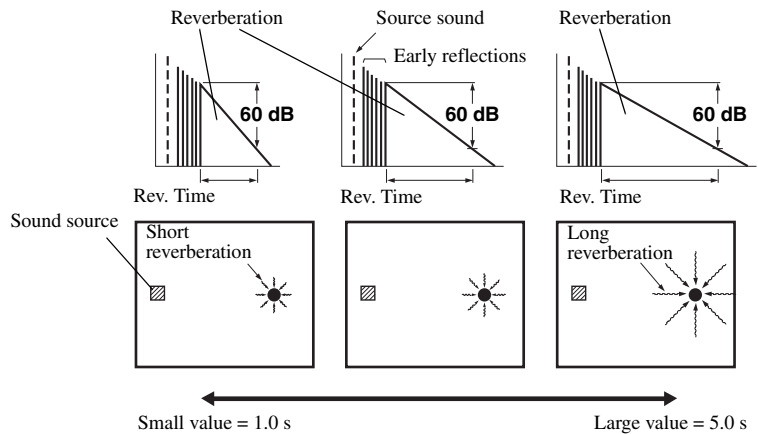 Reverberation
Source sound
Reverberation
Early reflections
60 dB
60 dB
60 dB
Rev. Time
Rev. Time
Rev. Time
Sound source
Short
reverberation
Long
reverberation
Small value = 1.0 s
Large value = 5.0 s